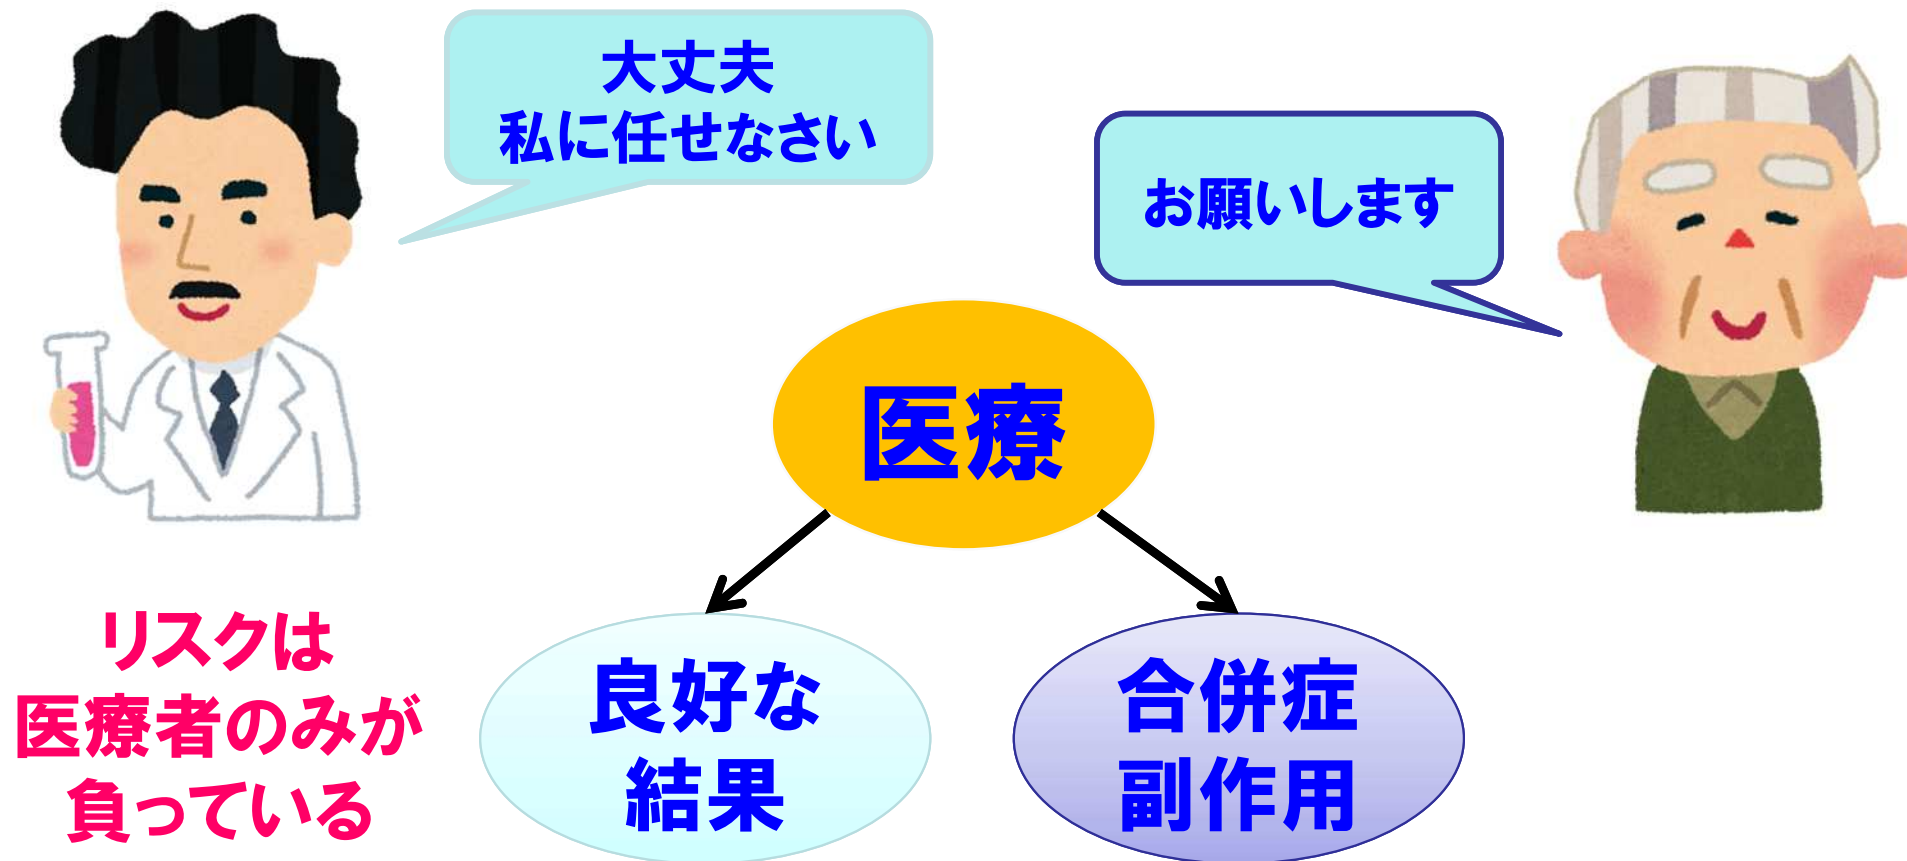 大丈夫
私に任せなさい
お願いします
医療
リスクは
医療者のみが
負っている
良好な
結果
合併症
副作用